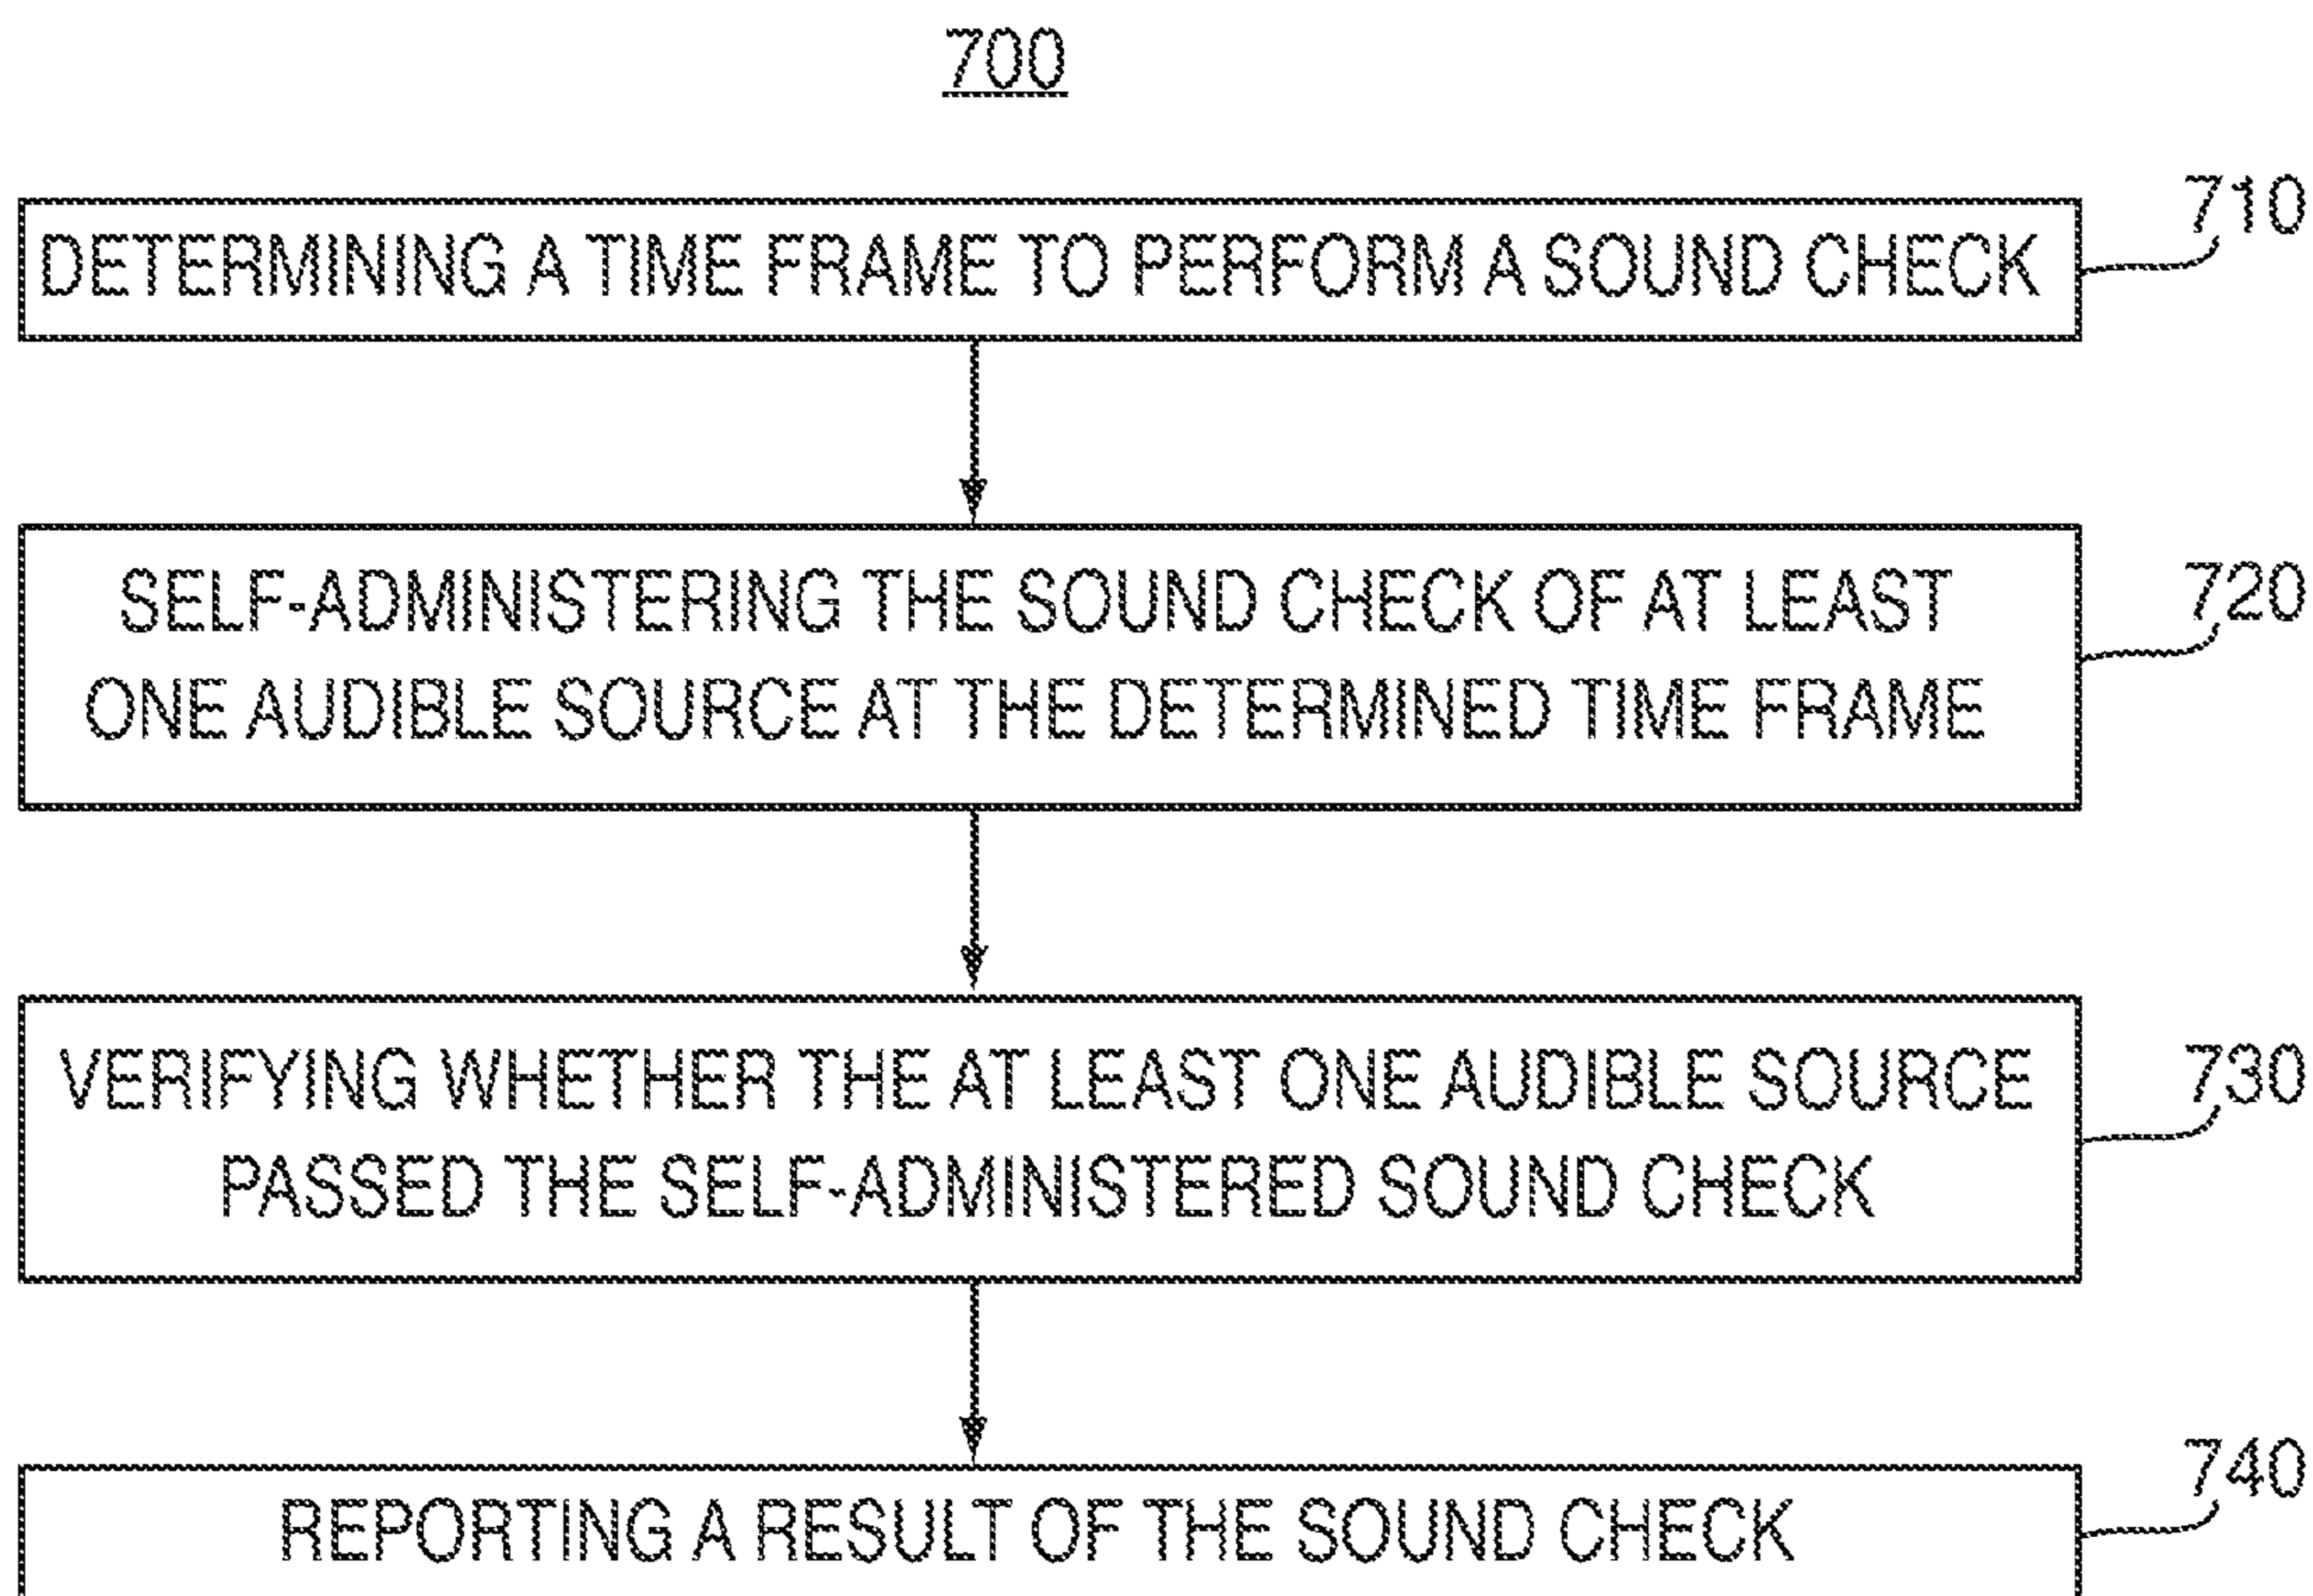 700
710
DETERMINING A TIME FRAME TO PERFORM A SOUND CHECK
720
SELF-ADMINISTERING THE SOUND CHECK OF AT LEAST
ONE AUDIBLE SOURCE AT THE DETERMINED TIME FRAME
730
VERIFYING WHETHER THE AT LEAST ONE AUDIBLE SOURCE
PASSED THE SELF-ADMINISTERED SOUND CHECK
740
REPORTING A RESULT OF THE SOUND CHECK